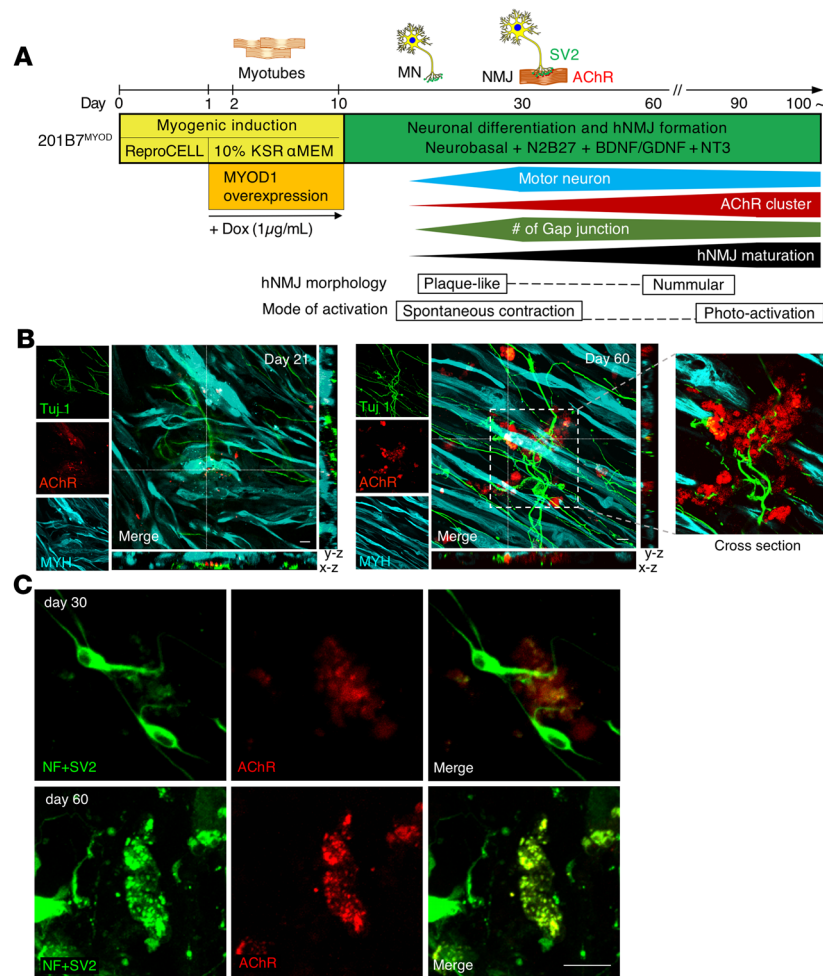 A
Myotubes
MN
SV2
NMJ
AChR
Day
0
1
2
10
30
60
//
90
100 ~
201B7MYOD
Myogenic induction
ReproCELL
10% KSR αMEM
Neuronal differentiation and hNMJ formation
Neurobasal + N2B27 + BDNF/GDNF + NT3
MYOD1
overexpression
+ Dox (1µg/mL)
Motor neuron
AChR cluster
# of Gap junction
hNMJ maturation
hNMJ morphology
Plaque-like
Nummular
Mode of activation
Spontaneous contraction
Photo-activation
B
Tuj 1
AChR
MYH
Day 21
Merge
y-z
x-z
Tuj 1
AChR
MYH
Day 60
Merge
y-z
x-z
Cross section
C
day 30
NF+SV2
AChR
Merge
day 60
NF+SV2
AChR
Merge